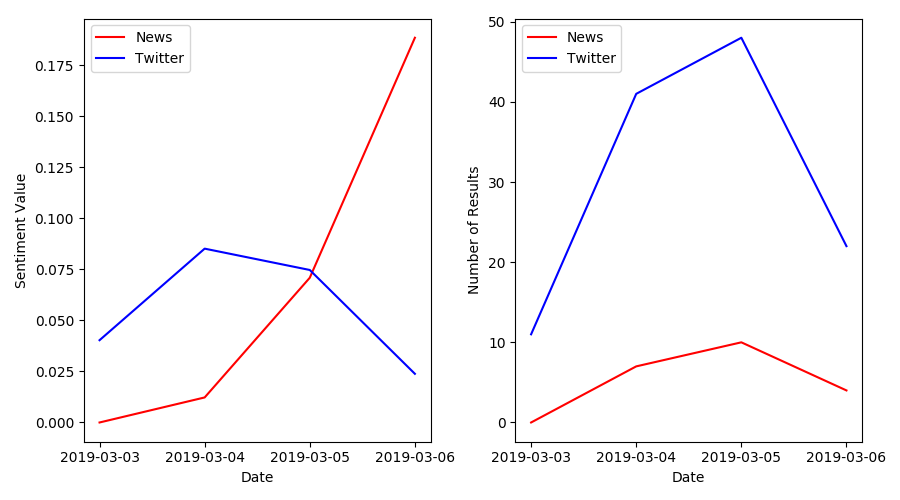 News
Twitter
0.175
0.150
0.125
0.100
0.075
0.050
0.025
0.000
Sentiment Value
2019-03-03 2019-03-04 2019-03-05 2019-03-06
Date
News
Twitter
50
40
30
20
10
0
Number of Results
2019-03-03 2019-03-04 2019-03-05 2019-03-06
Date